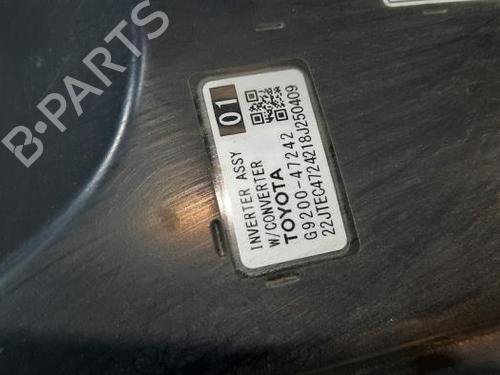 B-PARTS
01
INVERTER ASSY
W/CONVERTER
TOYOTA
G9200-47242
22JTEC4724218J250409